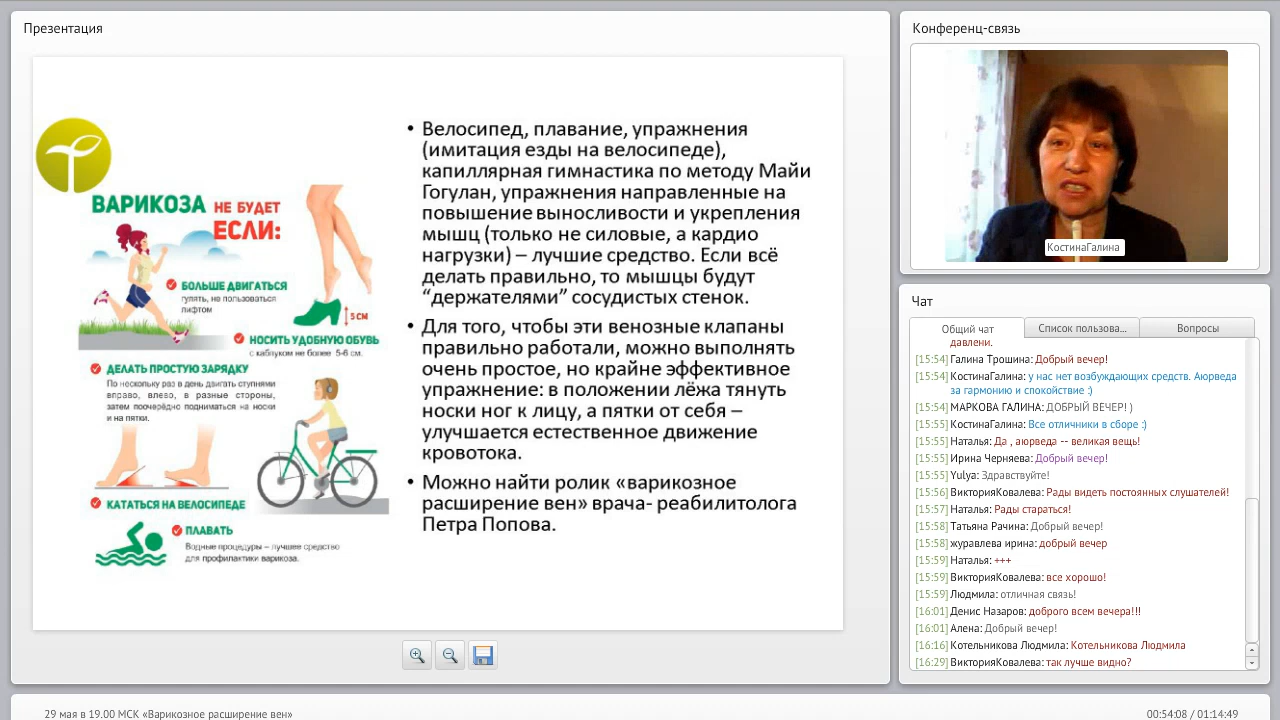 Презентация
ВАРИКОЗА НЕ БУДЕТ
ЕСЛИ:
БОЛЬШЕ ДВИГАТЬСЯ
гулять, не пользоваться
лифтом
5 СМ
НОСИТЬ УДОБНУЮ ОБУВЬ
с каблуком не более 5-6 см.
ДЕЛАТЬ ПРОСТУЮ ЗАРЯДКУ
По нескольку раз в день двигать ступнями
вправо, влево, в разные стороны,
затем поочерёдно подниматься на носки
и на пятки.
КАТАТЬСЯ НА ВЕЛОСИПЕДЕ
ПЛАВАТЬ
Водные процедуры – лучшее средство
для профилактики варикоза.
• Велосипед, плавание, упражнения
(имитация езды на велосипеде),
капиллярная гимнастика по методу Майи
Гогулан, упражнения направленные на
повышение выносливости и укрепления
мышц (только не силовые, а кардио
нагрузки) – лучшие средство. Если всё
делать правильно, то мышцы будут
“держателями” сосудистых стенок.
• Для того, чтобы эти венозные клапаны
правильно работали, можно выполнять
очень простое, но крайне эффективное
упражнение: в положении лёжа тянуть
носки ног к лицу, а пятки от себя –
улучшается естественное движение
кровотока.
• Можно найти ролик «варикозное
расширение вен» врача- реабилитолога
Петра Попова.
Конференц-связь
КостинаГалина
Чат
Общий чат
Список пользова...
Вопросы
давлени.
[15:54] Галина Трошина: Добрый вечер!
[15:54] КостинаГалина: у нас нет возбуждающих средств. Аюрведа
за гармонию и спокойствие :)
[15:54] МАРКОВА ГАЛИНА: ДОБРЫЙ ВЕЧЕР! )
[15:55] КостинаГалина: Все отличники в сборе :)
[15:55] Наталья: Да , аюрведа -- великая вещь!
[15:55] Ирина Черняева: Добрый вечер!
[15:55] Yulya: Здравствуйте!
[15:56] ВикторияКовалева: Рады видеть постоянных слушателей!
[15:57] Наталья: Рады стараться!
[15:58] Татьяна Рачина: Добрый вечер!
[15:58] журавлева ирина: добрый вечер
[15:59] Наталья: +++
[15:59] ВикторияКовалева: все хорошо!
[15:59] Людмила: отличная связь!
[16:01] Денис Назаров: доброго всем вечера!!!
[16:01] Алена: Добрый вечер!
[16:16] Котельникова Людмила: Котельникова Людмила
[16:29] ВикторияКовалева: так лучше видно?
29 мая в 19.00 МСК «Варикозное расширение вен»
00:54:08 / 01:14:49